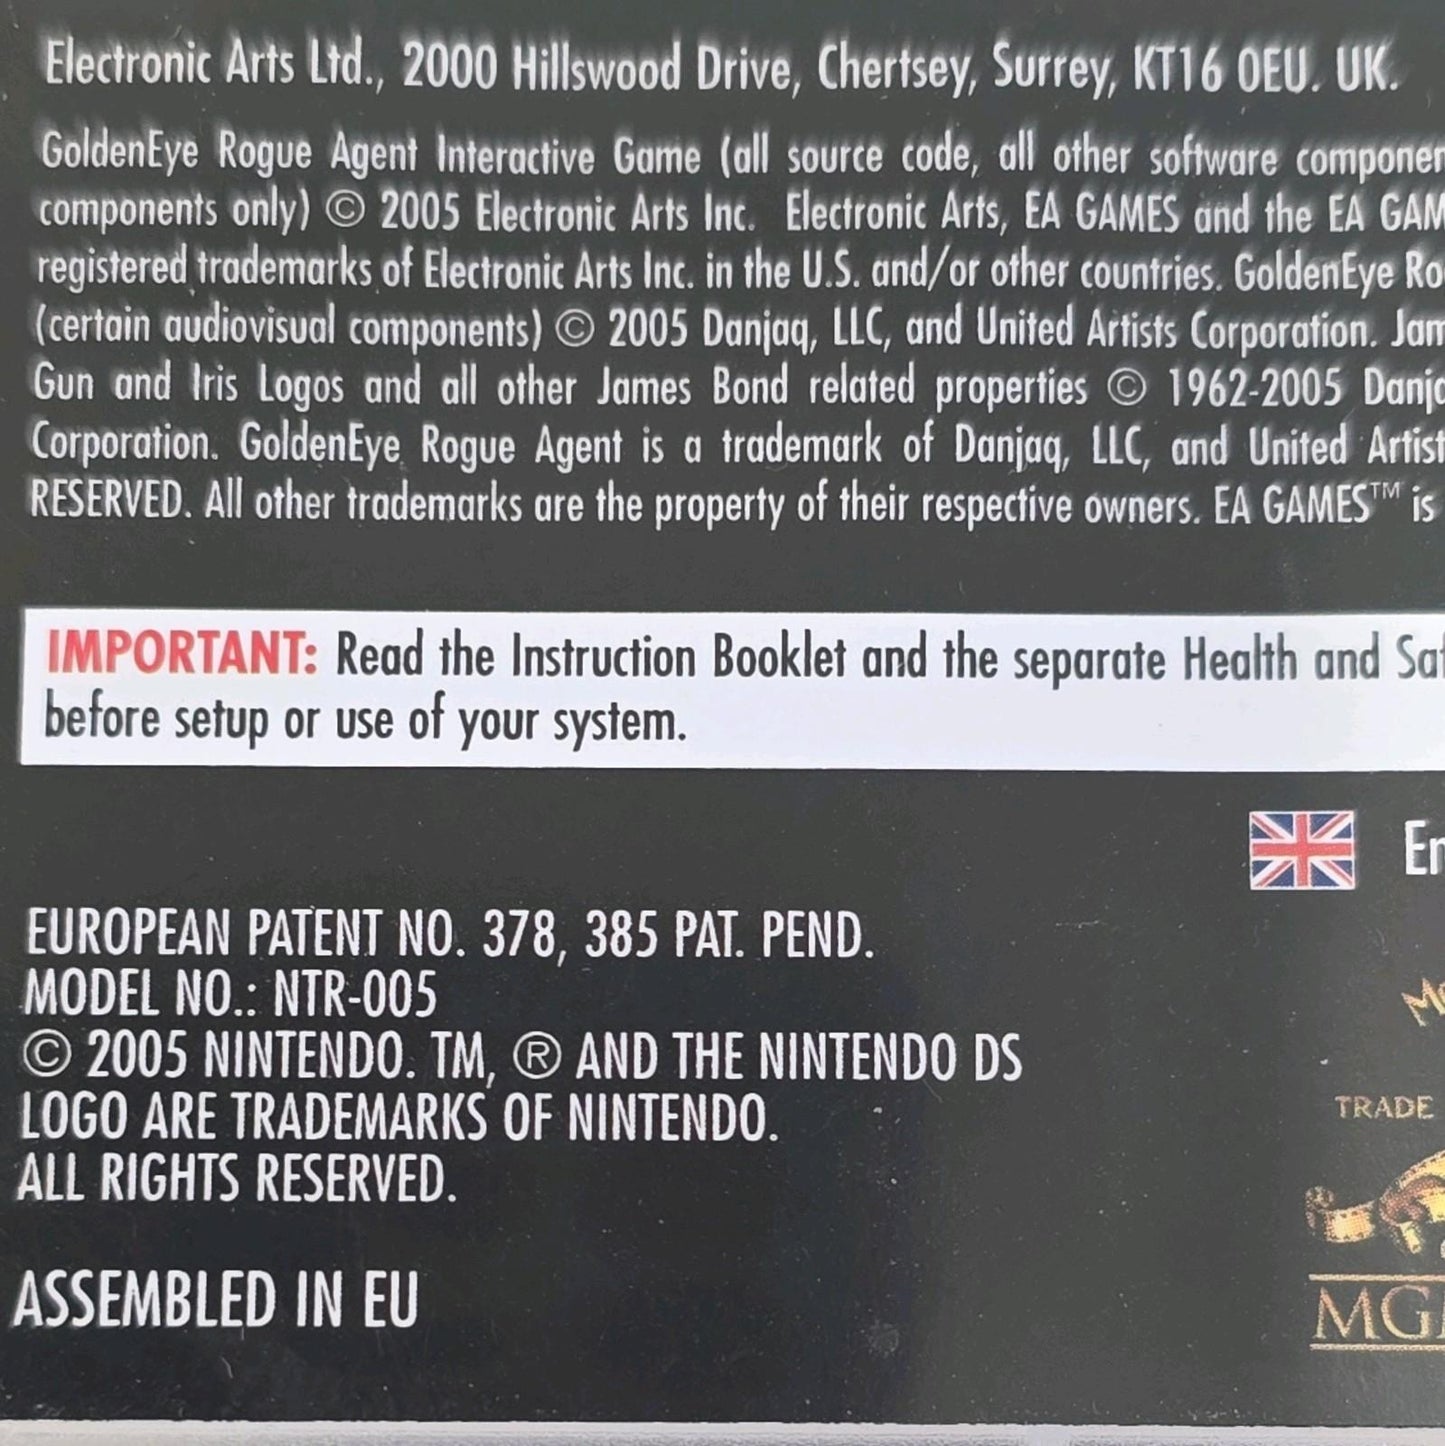 Electronic Arts Ltd., 2000 Hillswood Drive, Chertsey, Surrey, KT16 0EU. UK.
GoldenEye Rogue Agent Interactive Game (all source code, all other software
components only) © 2005 Electronic Arts Inc. Electronic Arts, EA GAMES and the EA
registered trademarks of Electronic Arts Inc. in the U.S. and/or other countries. GoldenEye
(certain audiovisual components) © 2005 Danjaq, LLC, and United Artists Corporation.
Gun and Iris Logos and all other James Bond related properties © 1962-2005
Corporation. GoldenEye Rogue Agent is a trademark of Danjaq, LLC, and United
RESERVED. All other trademarks are the property of their respective owners. EA GAMES™ is
IMPORTANT: Read the Instruction Booklet and the separate Health and
before setup or use of your system.
EUROPEAN PATENT NO. 378, 385 PAT. PEND.
MODEL NO.: NTR-005
© 2005 NINTENDO. TM, ® AND THE NINTENDO DS
LOGO ARE TRADEMARKS OF NINTENDO.
ALL RIGHTS RESERVED.
TRADE
ASSEMBLED IN EU